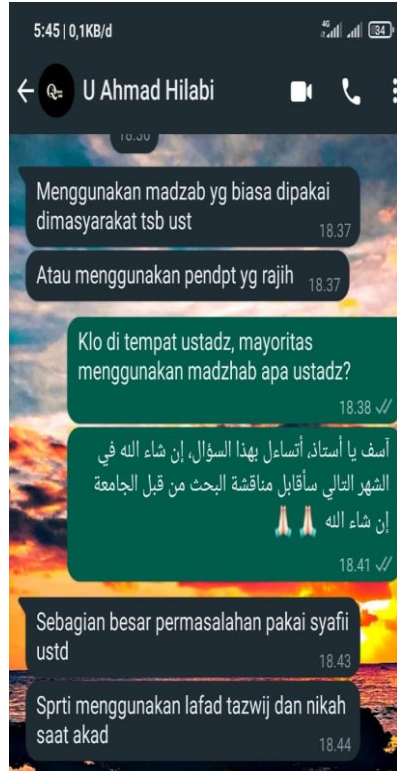 5:45 | 0,1KB/d
4G
34
Q=
U Ahmad Hilabi
Menggunakan madzab yg biasa dipakai
dimasyarakat tsb ust
18.37
Atau menggunakan pendpt yg rajih
18.37
Klo di tempat ustadz, mayoritas
menggunakan madzhab apa ustadz?
18.38
آسف يا أستاذ، أتساءل بهذا السؤال، إن شاء الله في
الشهر التالي سأقابل مناقشة البحث من قبل الجامعة
إن شاء الله 🙏🏻 🙏🏻
18.41
Sebagian besar permasalahan pakai syafii
ustd
18.43
Sprti menggunakan lafad tazwij dan nikah
saat akad
18.44